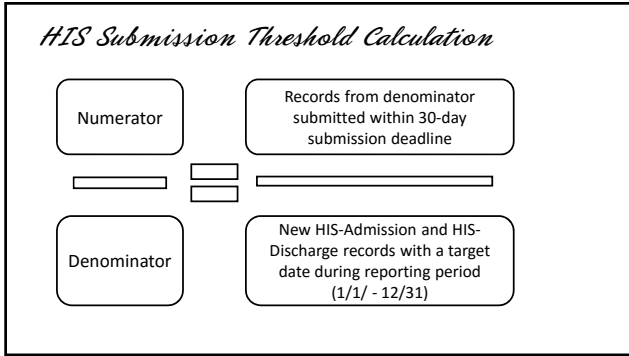 HIS Submission Threshold Calculation
Numerator
Records from denominator
submitted within 30-day
submission deadline
Denominator
New HIS-Admission and HIS-
Discharge records with a target
date during reporting period
(1/1/ - 12/31)